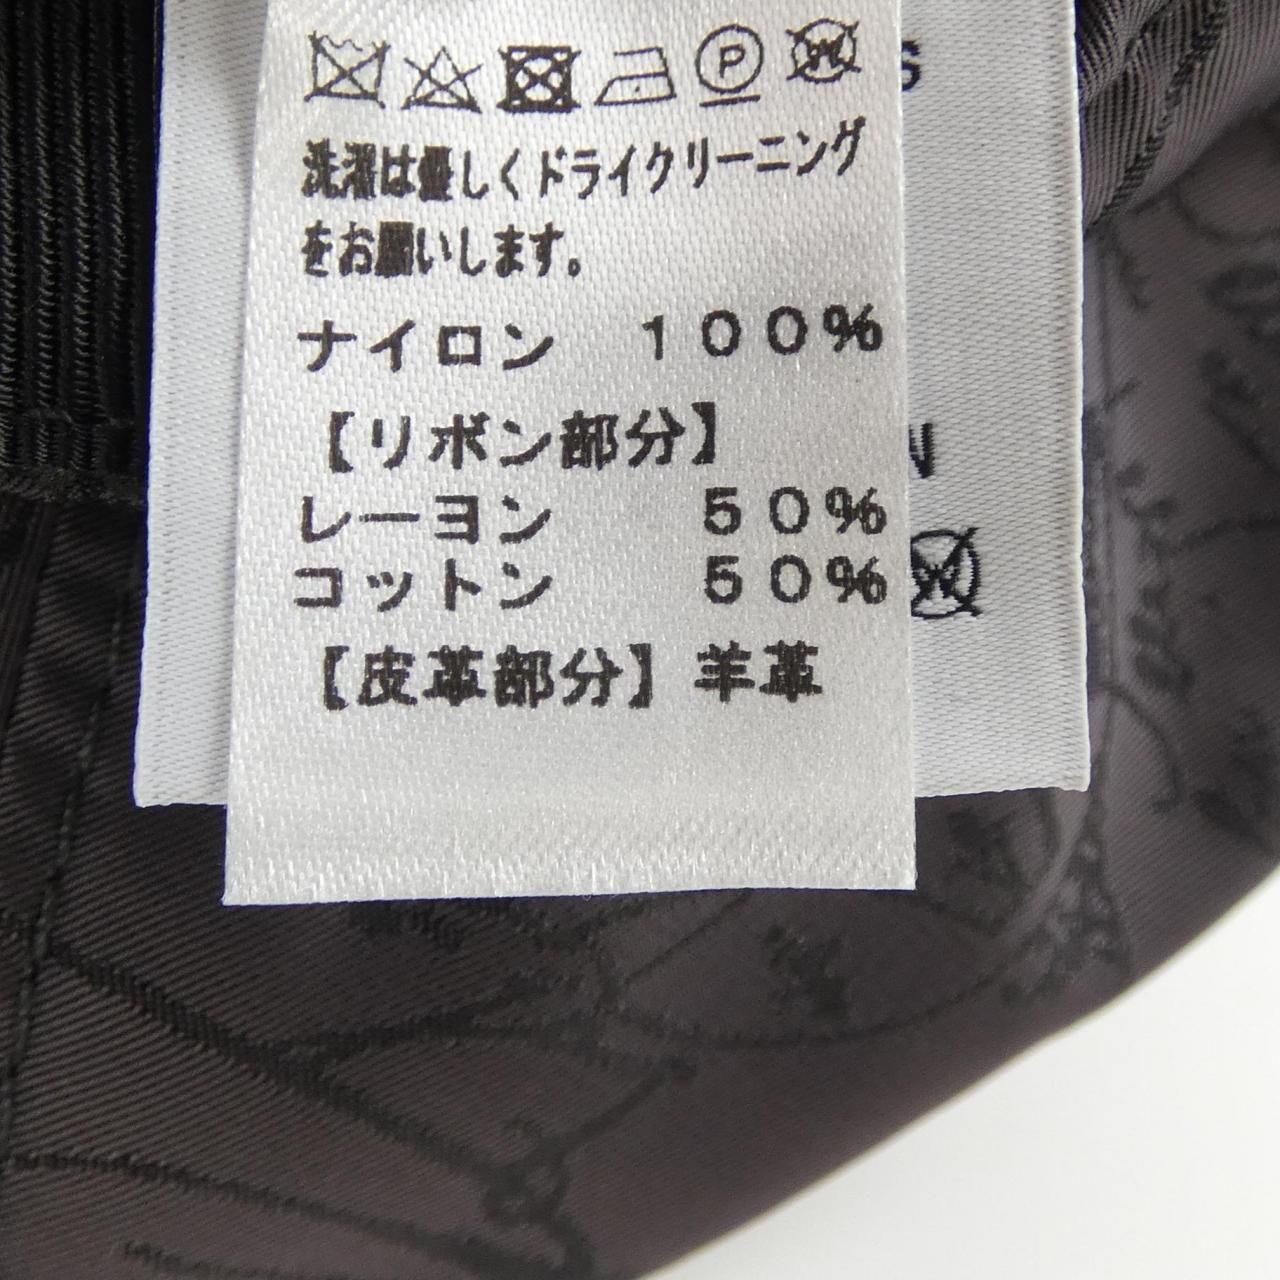 P W S
洗濯は優しくドライクリーニング
をお願いします。
ナイロン 100%
【リボン部分】
N
レーヨン 50%
コットン 50%
W
【皮革部分】 羊革